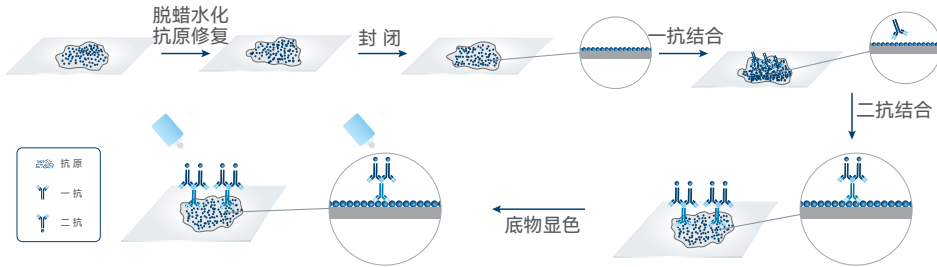 脱蜡水化
抗原修复
封闭
一抗结合
二抗结合
底物显色
抗原
一抗
二抗